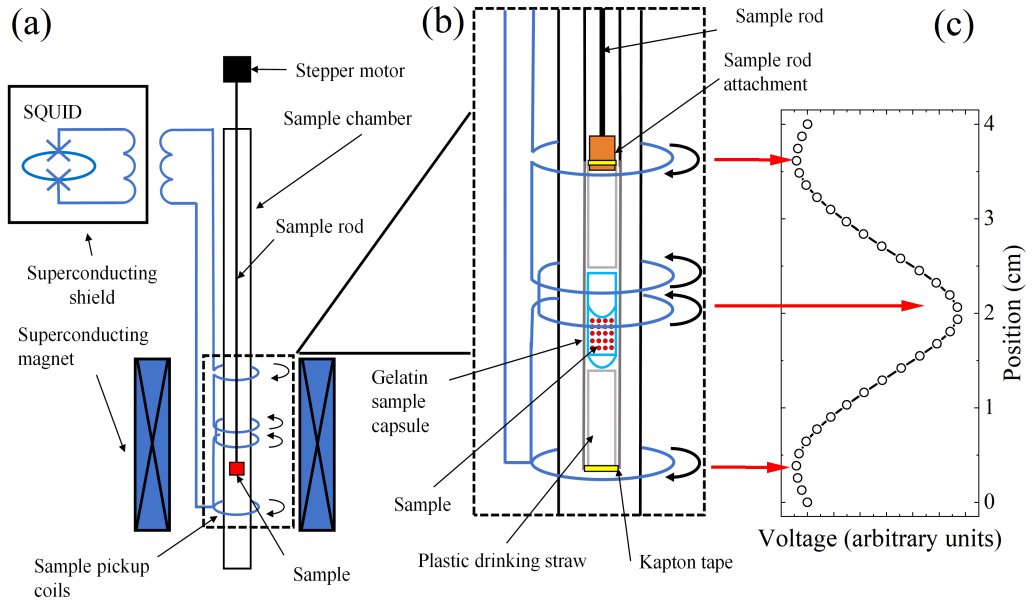 (a)
Stepper motor
SQUID
Sample chamber
Sample rod
Superconducting
shield
Superconducting
magnet
Sample pickup
coils
Sample
(b)
Sample rod
Sample rod
attachment
Gelatin
sample
capsule
Sample
Plastic drinking straw
Kapton tape
(c)
4
3
2
1
0
Position (cm)
Voltage (arbitrary units)